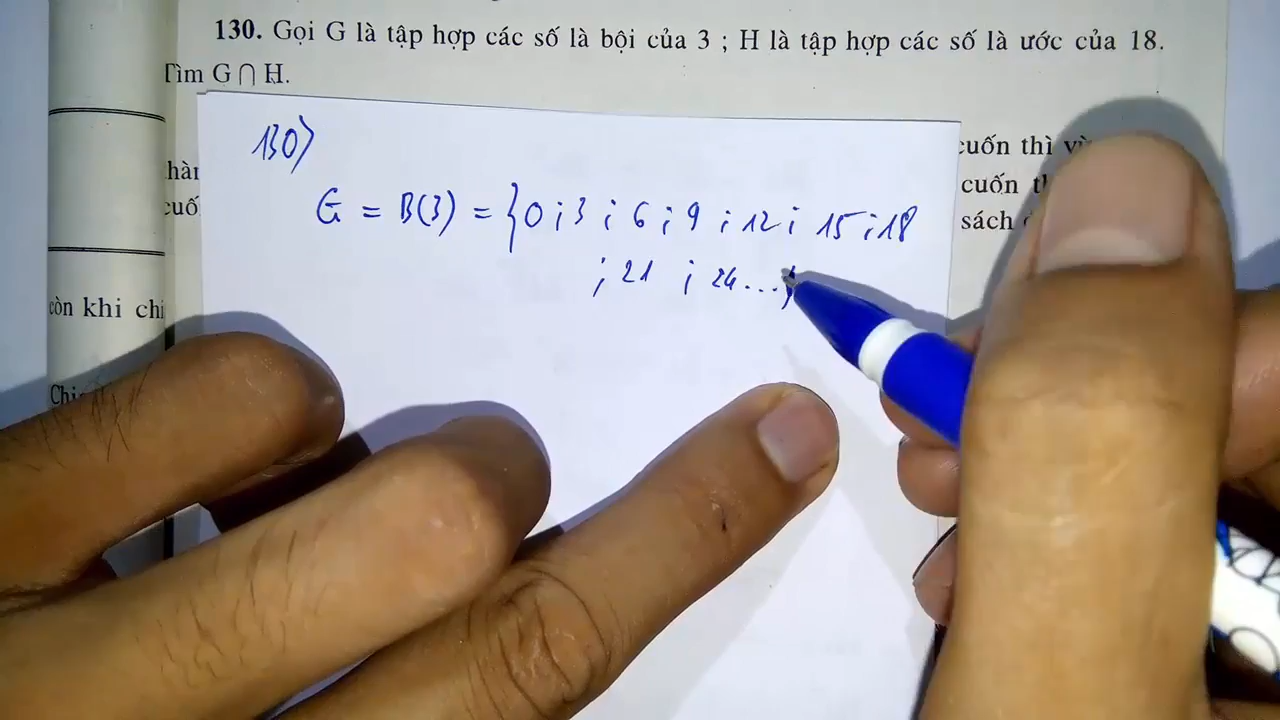 130. Gọi G là tập hợp các số là bội của 3 ; H là tập hợp các số là ước của 18.
Tìm G ∩ H.
130)
G = B(3) = {0 ; 3 ; 6 ; 9 ; 12 ; 15 ; 18
; 21 ; 24...}
cuốn thì
cuốn
sách
còn khi